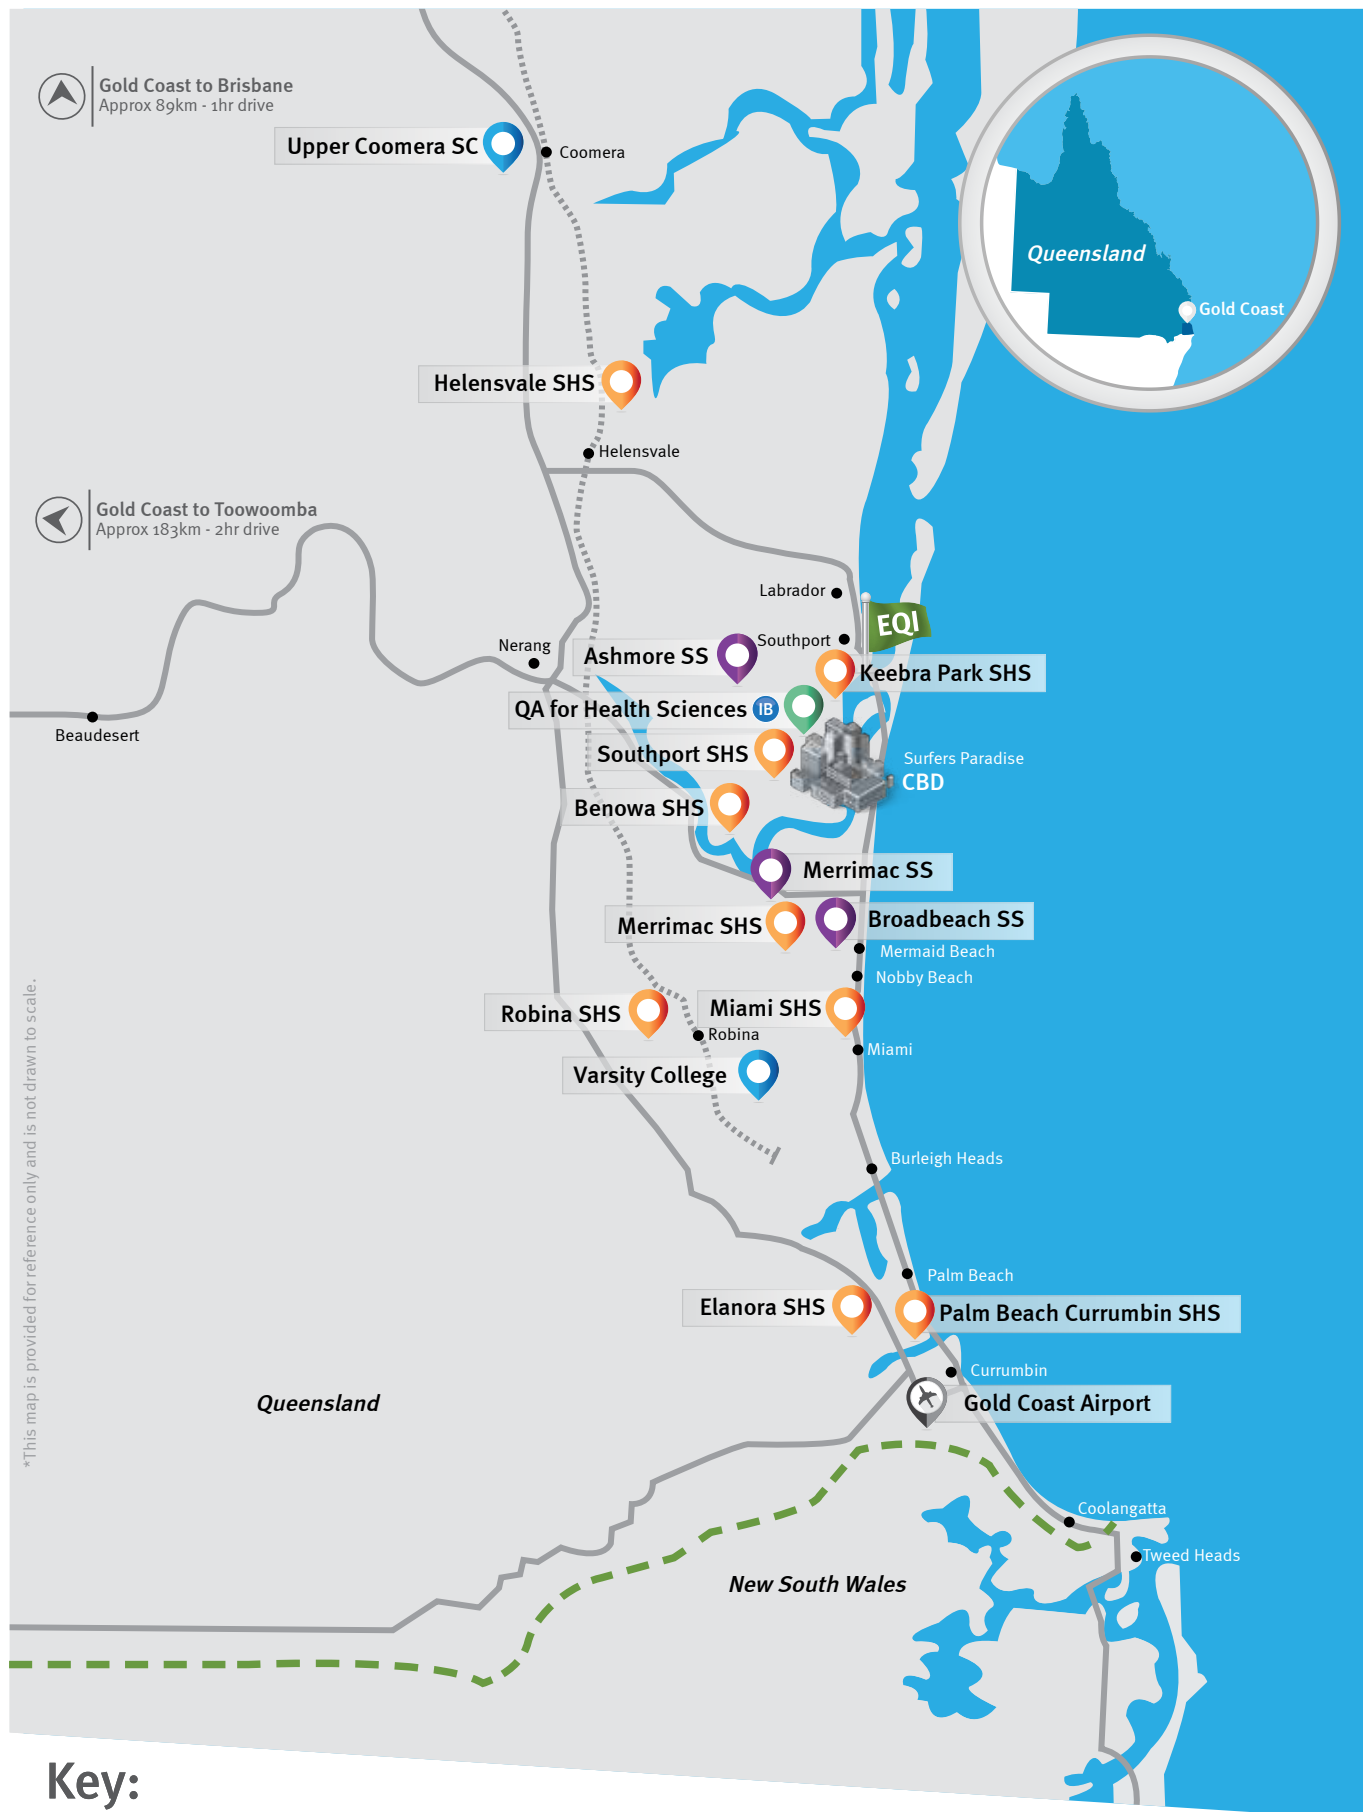 Gold Coast to Brisbane
Approx 89km - 1hr drive
Upper Coomera SC
Coomera
Queensland
Gold Coast
Helensvale SHS
Helensvale
Gold Coast to Toowoomba
Approx 183km - 2hr drive
Labrador
EQI
Southport
Nerang
Ashmore SS
Keebra Park SHS
QA for Health Sciences IB
Beaudesert
Southport SHS
Surfers Paradise
CBD
Benowa SHS
Merrimac SS
Broadbeach SS
Merrimac SHS
Mermaid Beach
Nobby Beach
Robina SHS
Miami SHS
Robina
Miami
Varsity College
Burleigh Heads
Palm Beach
Elanora SHS
Palm Beach Currumbin SHS
Currumbin
Gold Coast Airport
Queensland
*This map is provided for reference only and is not drawn to scale.
Coolangatta
Tweed Heads
New South Wales
Key: